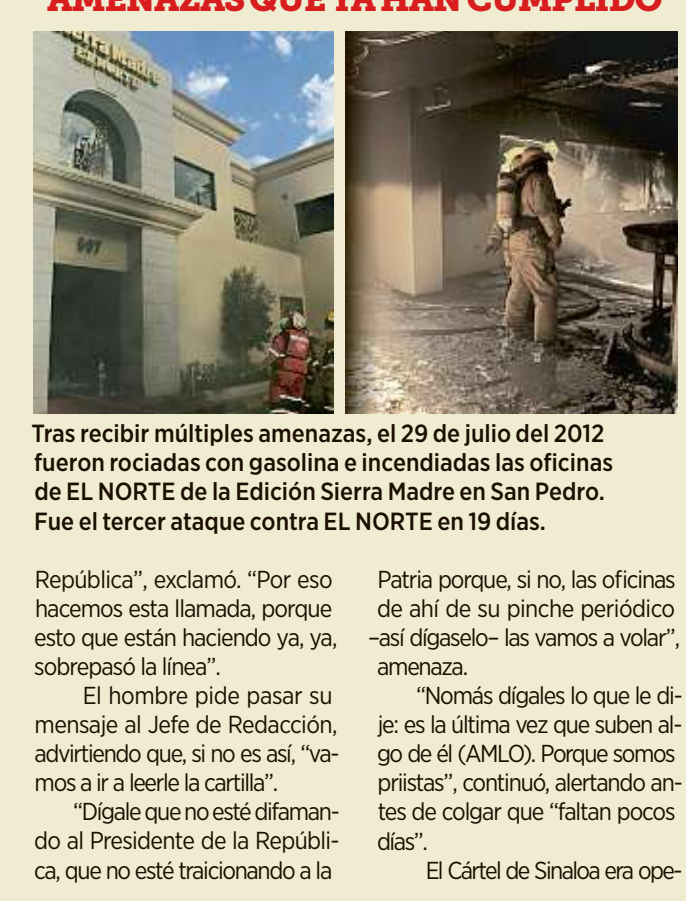 AMENAZAS QUE YA HAN CUMPLIDO
Sierra Madre
EL NORTE
607
Tras recibir múltiples amenazas, el 29 de julio del 2012
fueron rociadas con gasolina e incendiadas las oficinas
de EL NORTE de la Edición Sierra Madre en San Pedro.
Fue el tercer ataque contra EL NORTE en 19 días.
República”, exclamó. “Por eso
hacemos esta llamada, porque
esto que están haciendo ya, ya,
sobrepasó la línea”.
El hombre pide pasar su
mensaje al Jefe de Redacción,
advirtiendo que, si no es así, “va-
mos a ir a leerle la cartilla”.
“Dígale que no esté difaman-
do al Presidente de la Repúbli-
ca, que no esté traicionando a la
Patria porque, si no, las oficinas
de ahí de su pinche periódico
–así dígaselo– las vamos a volar”,
amenaza.
“Nomás dígales lo que le di-
je: es la última vez que suben al-
go de él (AMLO). Porque somos
priistas”, continuó, alertando an-
tes de colgar que “faltan pocos
días”.
El Cártel de Sinaloa era ope-